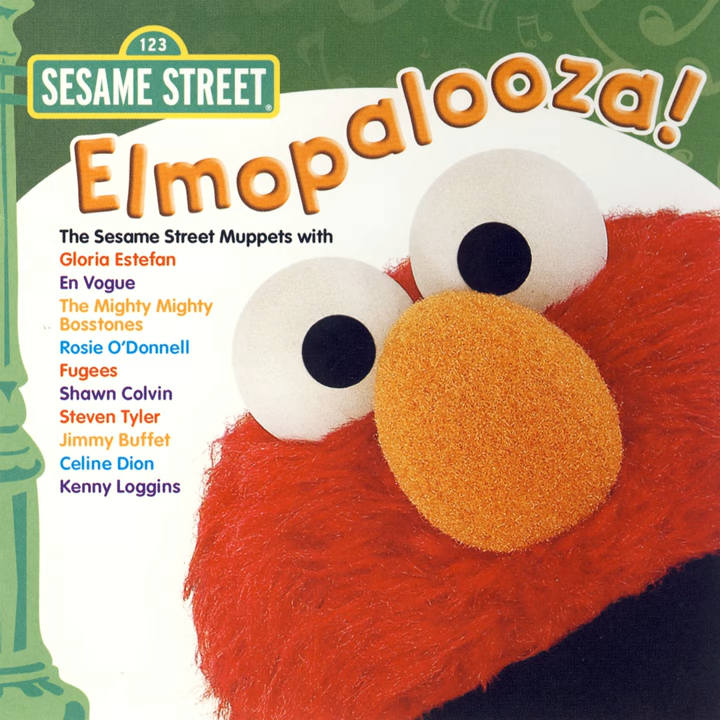 123
SESAME STREET®
Elmopalooza!
The Sesame Street Muppets with
Gloria Estefan
En Vogue
The Mighty Mighty
Bosstones
Rosie O'Donnell
Fugees
Shawn Colvin
Steven Tyler
Jimmy Buffet
Celine Dion
Kenny Loggins